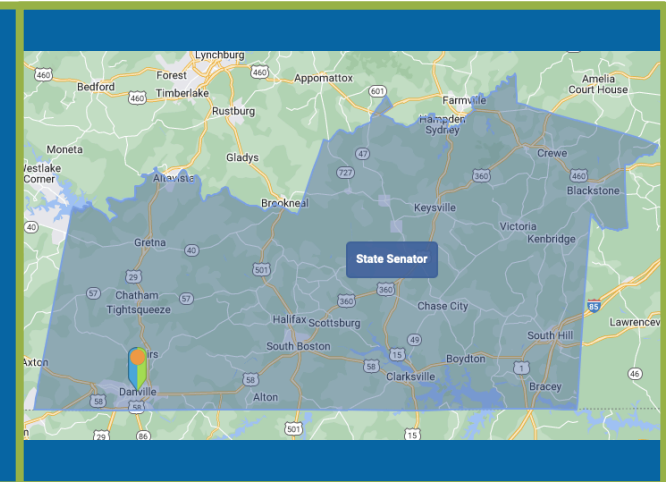 Lynchburg
460
Forest
460
Appomattox
Amelia
Court House
Bedford
460
Timberlake
601
Farmville
Rustburg
Hampden
Sydney
Moneta
Gladys
47
Crewe
Westlake
Corner
Altavista
727
360
460
Blackstone
Brookneal
Keysville
40
Victoria
Kenbridge
Gretna
40
State Senator
29
501
57
Chatham
57
360
360
Tightsqueeze
Chase City
85
Halifax
Scottsburg
Lawrencev
49
South Hill
South Boston
15
irs
Axton
58
Boydton
1
46
58
Clarksville
Danville
Bracey
58
58
Alton
n
29
86
501
15